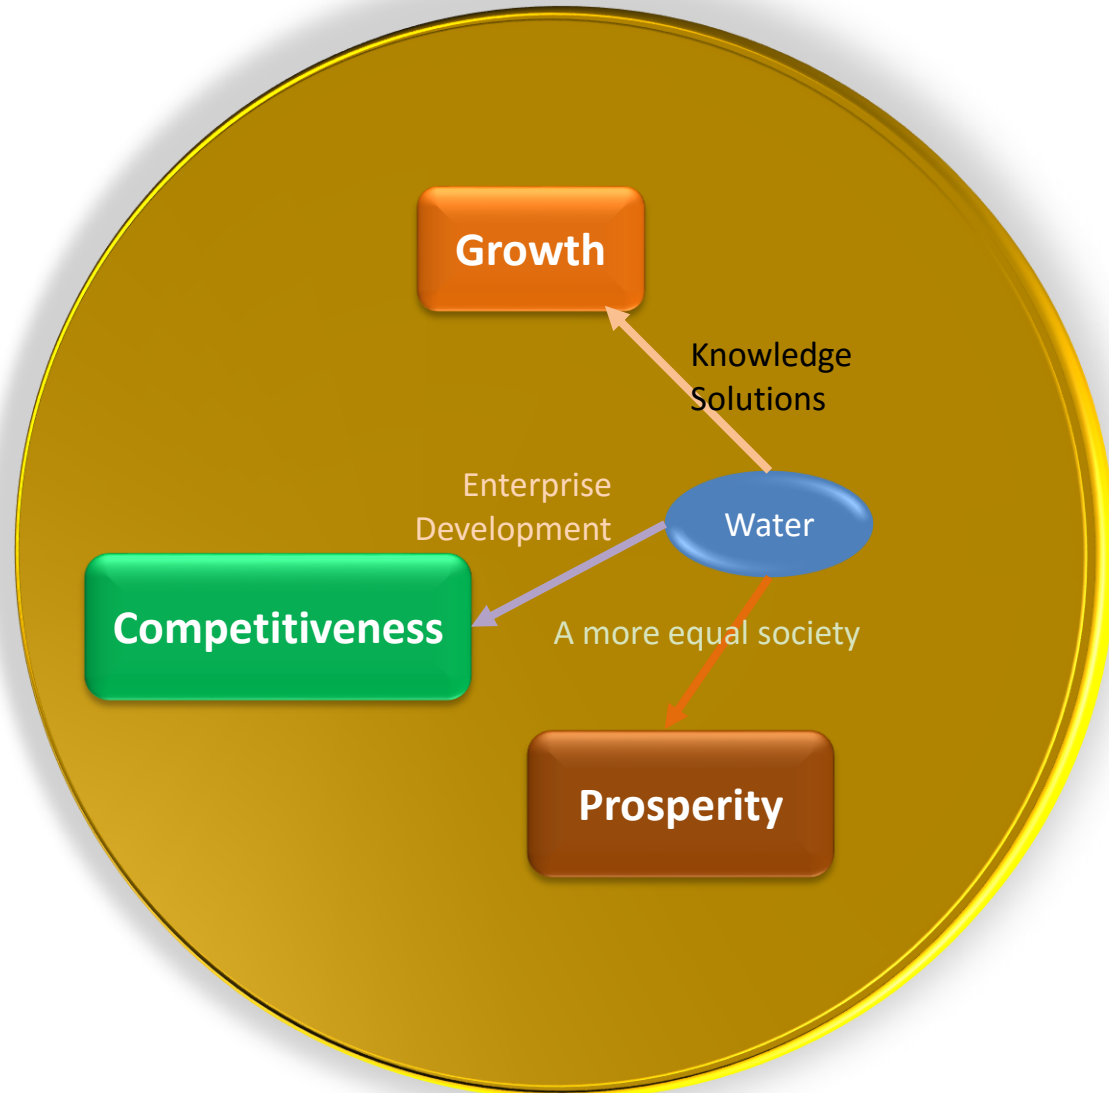 Growth
Knowledge
Solutions
Enterprise
Development
Water
Competitiveness
A more equal society
Prosperity